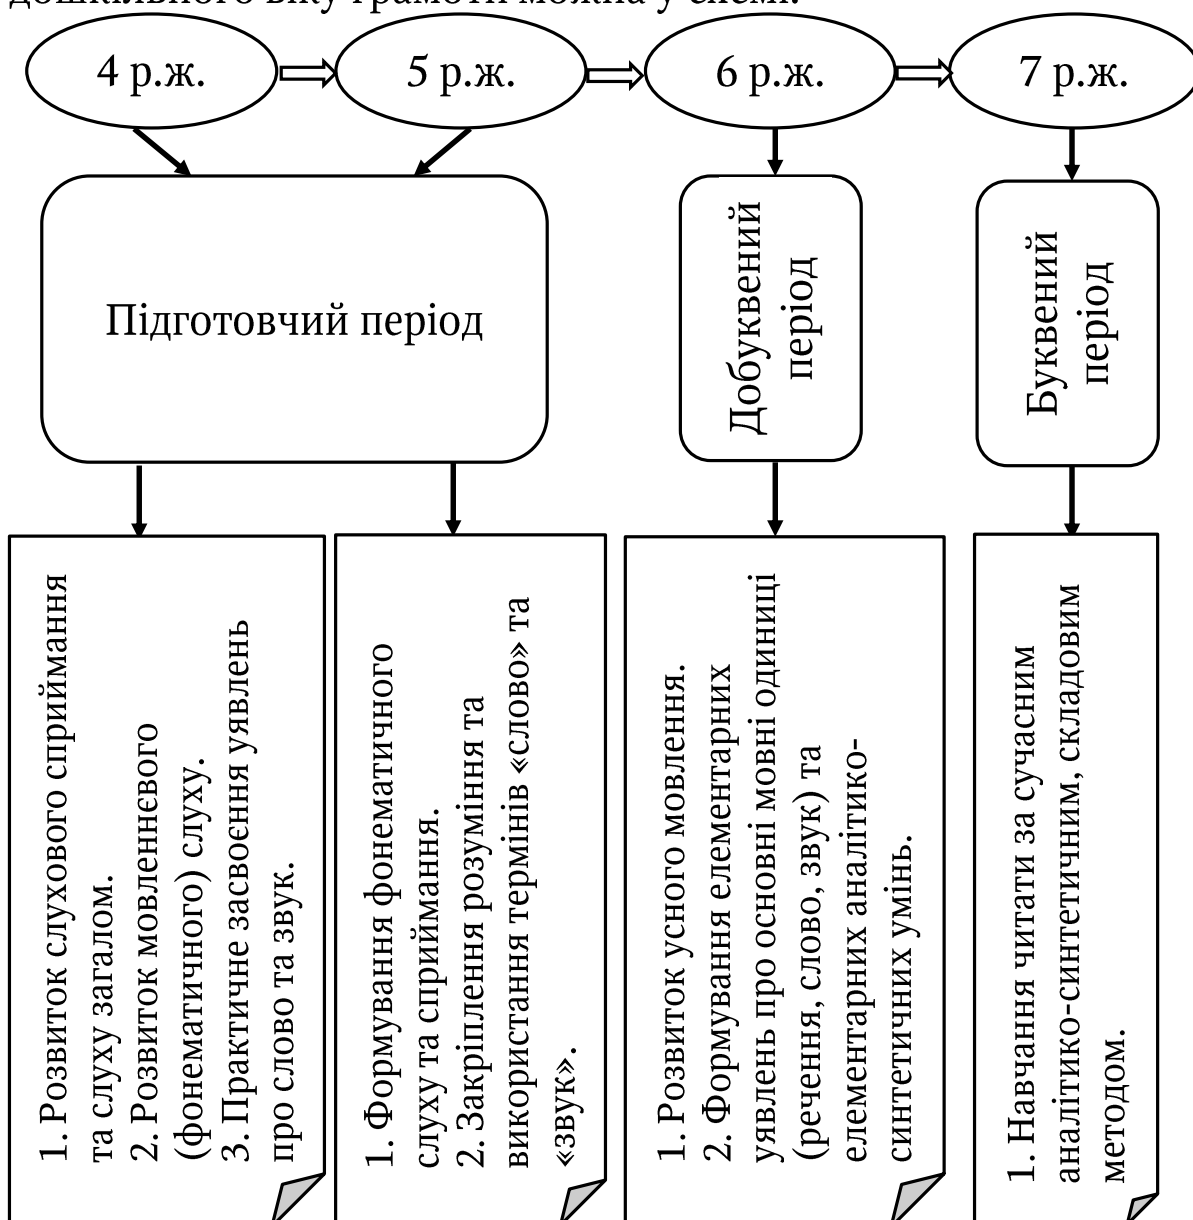 дошкільного віку грамоти можна у схемі:
4 р.ж.
5 р.ж.
6 р.ж.
7 р.ж.
Підготовчий період
Добуквений
період
Буквений
період
1. Розвиток слухового сприймання
та слуху загалом.
2. Розвиток мовленнєвого
(фонематичного) слуху.
3. Практичне засвоєння уявлень
про слово та звук.
1. Формування фонематичного
слуху та сприймання.
2. Закріплення розуміння та
використання термінів «слово» та
«звук».
1. Розвиток усного мовлення.
2. Формування елементарних
уявлень про основні мовні одиниці
(речення, слово, звук) та
елементарних аналітико-
синтетичних умінь.
1. Навчання читати за сучасним
аналітико-синтетичним, складовим
методом.